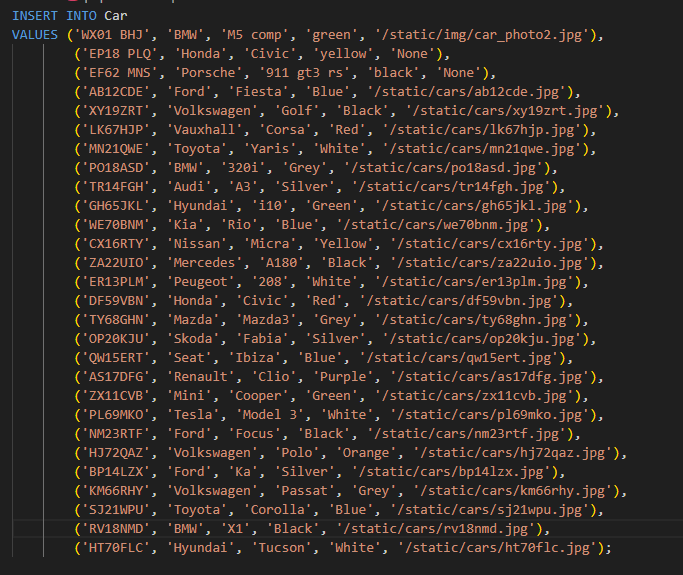 INSERT INTO Car
VALUES ('WX01 BHJ', 'BMW', 'M5 comp', 'green', '/static/img/car_photo2.jpg'),
('EP18 PLQ', 'Honda', 'Civic', 'yellow', 'None'),
('EF62 MNS', 'Porsche', '911 gt3 rs', 'black', 'None'),
('AB12CDE', 'Ford', 'Fiesta', 'Blue', '/static/cars/ab12cde.jpg'),
('XY19ZRT', 'Volkswagen', 'Golf', 'Black', '/static/cars/xy19zrt.jpg'),
('LK67HJP', 'Vauxhall', 'Corsa', 'Red', '/static/cars/lk67hjp.jpg'),
('MN21QWE', 'Toyota', 'Yaris', 'White', '/static/cars/mn21qwe.jpg'),
('PO18ASD', 'BMW', '320i', 'Grey', '/static/cars/po18asd.jpg'),
('TR14FGH', 'Audi', 'A3', 'Silver', '/static/cars/tr14fgh.jpg'),
('GH65JKL', 'Hyundai', 'i10', 'Green', '/static/cars/gh65jkl.jpg'),
('WE70BNM', 'Kia', 'Rio', 'Blue', '/static/cars/we70bnm.jpg'),
('CX16RTY', 'Nissan', 'Micra', 'Yellow', '/static/cars/cx16rty.jpg'),
('ZA22UIO', 'Mercedes', 'A180', 'Black', '/static/cars/za22uio.jpg'),
('ER13PLM', 'Peugeot', '208', 'White', '/static/cars/er13plm.jpg'),
('DF59VBN', 'Honda', 'Civic', 'Red', '/static/cars/df59vbn.jpg'),
('TY68GHN', 'Mazda', 'Mazda3', 'Grey', '/static/cars/ty68ghn.jpg'),
('OP20KJU', 'Skoda', 'Fabia', 'Silver', '/static/cars/op20kju.jpg'),
('QW15ERT', 'Seat', 'Ibiza', 'Blue', '/static/cars/qw15ert.jpg'),
('AS17DFG', 'Renault', 'Clio', 'Purple', '/static/cars/as17dfg.jpg'),
('ZX11CVB', 'Mini', 'Cooper', 'Green', '/static/cars/zx11cvb.jpg'),
('PL69MKO', 'Tesla', 'Model 3', 'White', '/static/cars/pl69mko.jpg'),
('NM23RTF', 'Ford', 'Focus', 'Black', '/static/cars/nm23rtf.jpg'),
('HJ72QAZ', 'Volkswagen', 'Polo', 'Orange', '/static/cars/hj72qaz.jpg'),
('BP14LZX', 'Ford', 'Ka', 'Silver', '/static/cars/bp14lzx.jpg'),
('KM66RHY', 'Volkswagen', 'Passat', 'Grey', '/static/cars/km66rhy.jpg'),
('SJ21WPU', 'Toyota', 'Corolla', 'Blue', '/static/cars/sj21wpu.jpg'),
('RV18NMD', 'BMW', 'X1', 'Black', '/static/cars/rv18nmd.jpg'),
('HT70FLC', 'Hyundai', 'Tucson', 'White', '/static/cars/ht70flc.jpg');